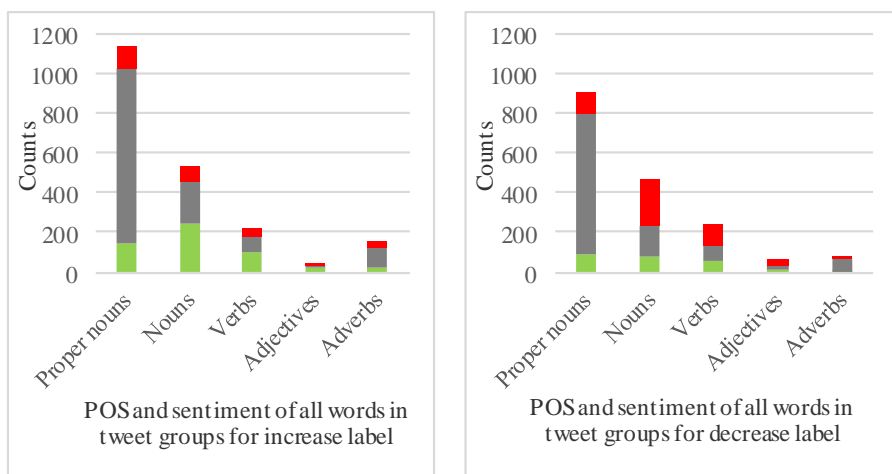 1200
1000
800
600
400
200
0
Counts
Proper nouns
Nouns
Verbs
Adjectives
Adverbs
POS and sentiment of all words in
tweet groups for increase label
1200
1000
800
600
400
200
0
Counts
Proper nouns
Nouns
Verbs
Adjectives
Adverbs
POS and sentiment of all words in
tweet groups for decrease label